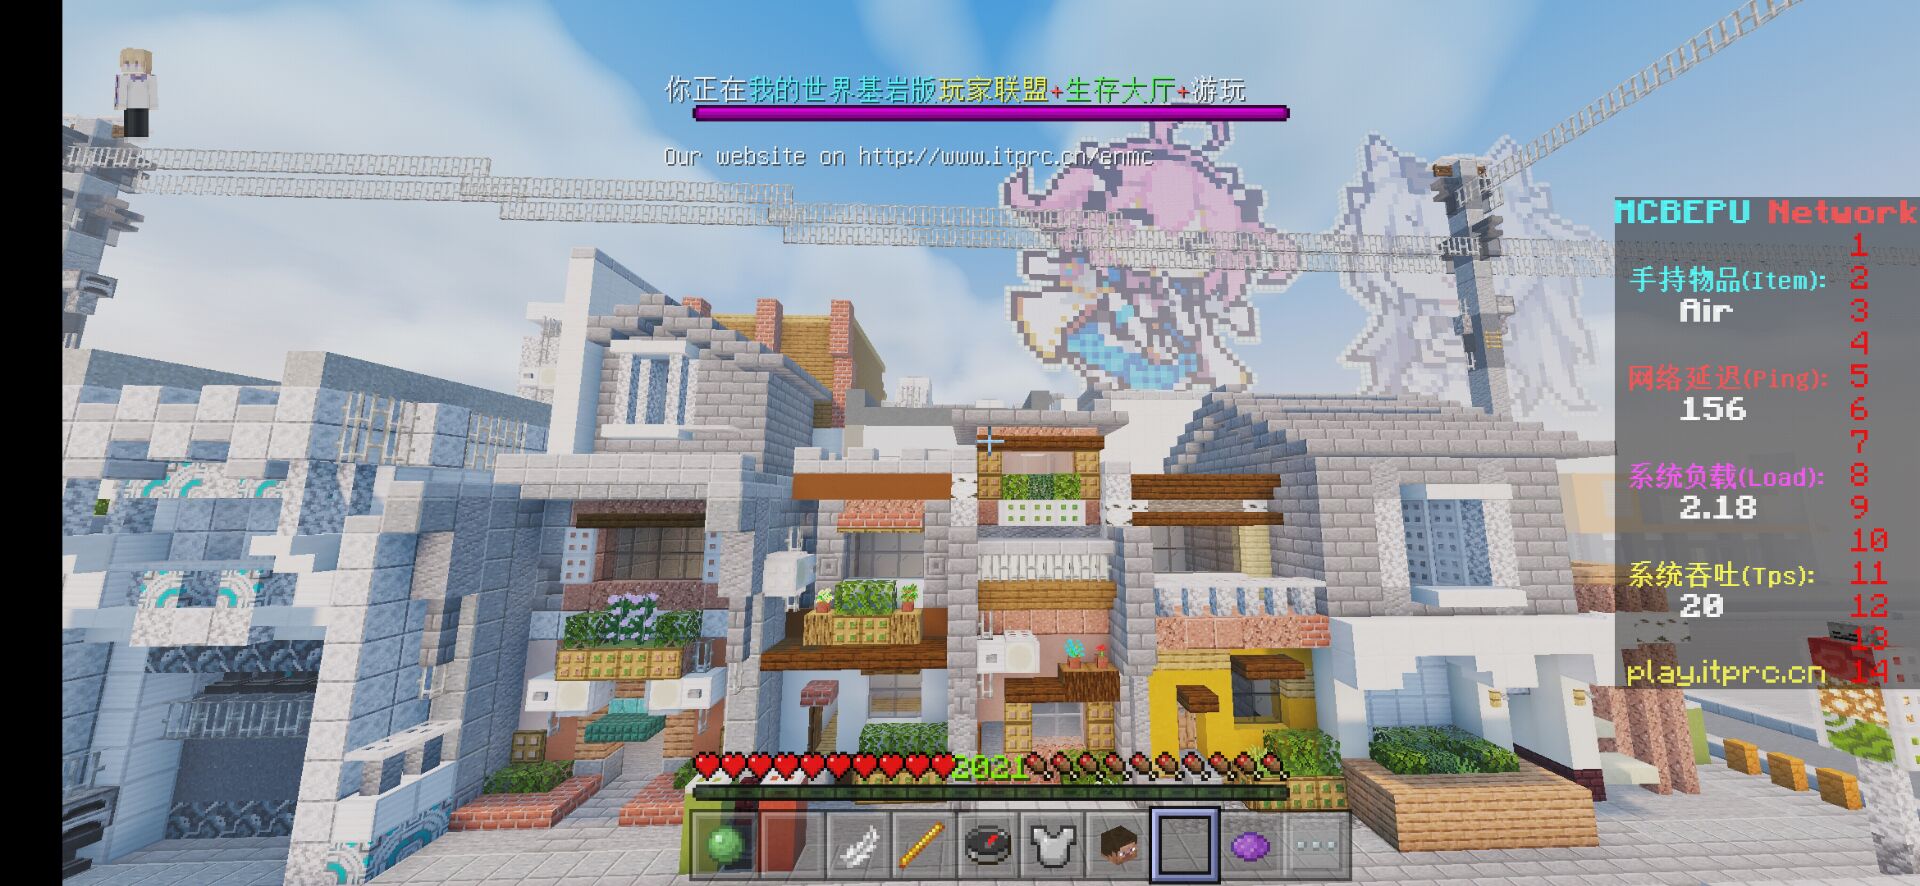 你正在我的世界基岩版玩家联盟+生存大厅+游玩
Our website on http://www.itprc.cn/enmc
MCBEPU Network
1
手持物品(Item): 2
Air 3
4
网络延迟(Ping): 5
156 6
7
系统负载(Load): 8
2.18 9
10
系统吞吐(Tps): 11
20 12
13
play.itprc.cn 14
2021